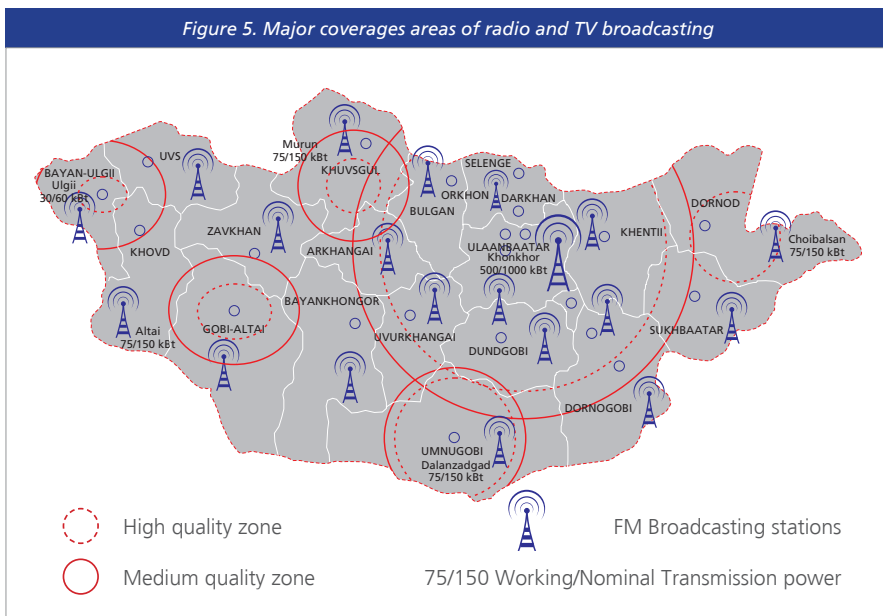 Figure 5. Major coverages areas of radio and TV broadcasting
Murun
75/150 kBt
KHUVSGUL
SELENGE
UVS
BAYAN-ULGII
Ulgii
30/60 kBt
ORKHON
DARKHAN
BULGAN
DORNOD
ZAVKHAN
KHENTII
KHOVD
ARKHANGAI
ULAANBAATAR
Khonkhor
500/1000 kBt
Choibalsan
75/150 kBt
BAYANKHONGOR
Altai
75/150 kBt
GOBI-ALTAI
UVURKHANGAI
SUKHBAATAR
DUNDGOBI
DORNOGOBI
UMNUGOBI
Dalanzadgad
75/150 kBt
High quality zone
FM Broadcasting stations
Medium quality zone
75/150 Working/Nominal Transmission power